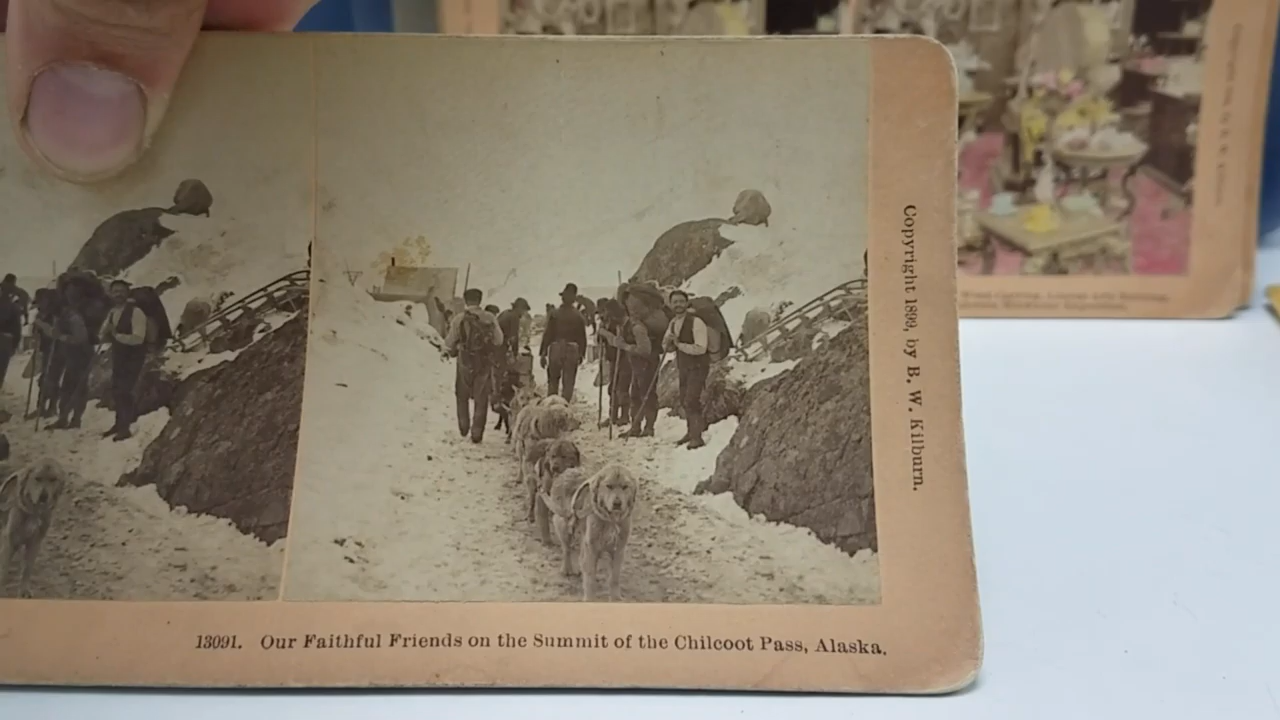 Copyright 1899, by B. W. Kilburn.
13091. Our Faithful Friends on the Summit of the Chilcoot Pass, Alaska.